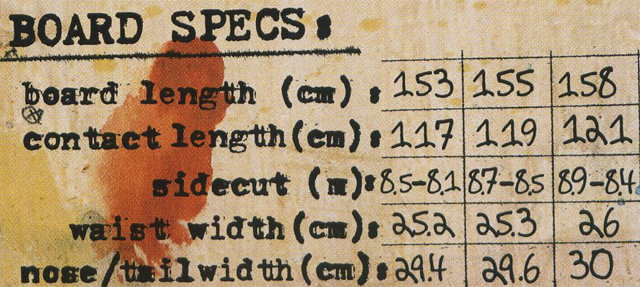 BOARD SPECS:
board length (cm): 153 155 158
contact length (cm): 117 119 121
sidecut (m): 8.5-8.1 8.7-8.5 8.9-8.4
waist width (cm): 25.2 25.3 26
nose/tail width (cm): 29.4 29.6 30